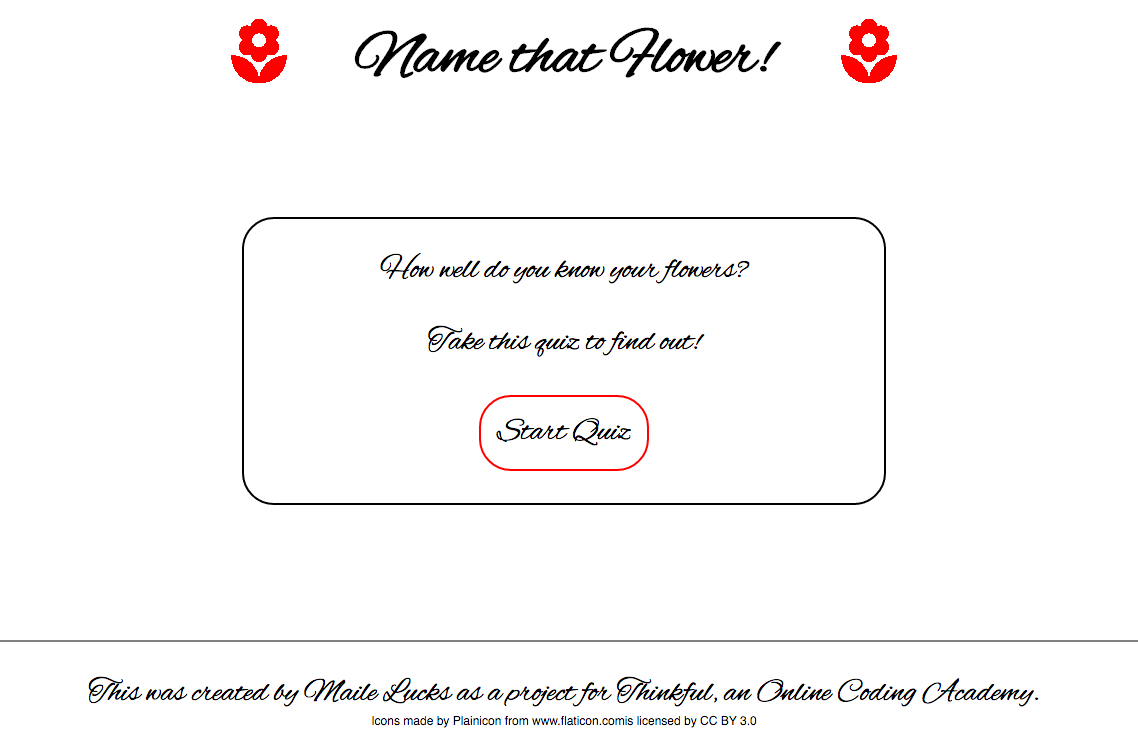 Name that Flower!
How well do you know your flowers?
Take this quiz to find out!
Start Quiz
This was created by Maile Lucks as a project for Thinkful, an Online Coding Academy.
Icons made by Plainicon from www.flaticon.comis licensed by CC BY 3.0